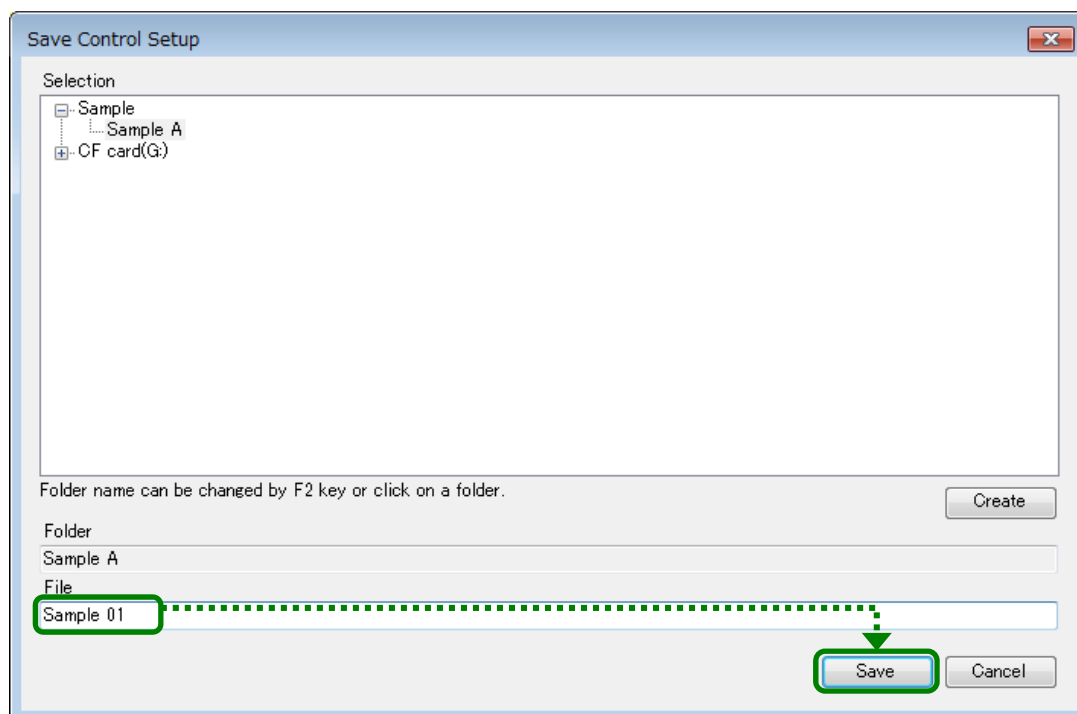 Save Control Setup
Selection
Sample
Sample A
CF card(G:)
Folder name can be changed by F2 key or click on a folder.
Create
Folder
Sample A
File
Sample 01
Save
Cancel